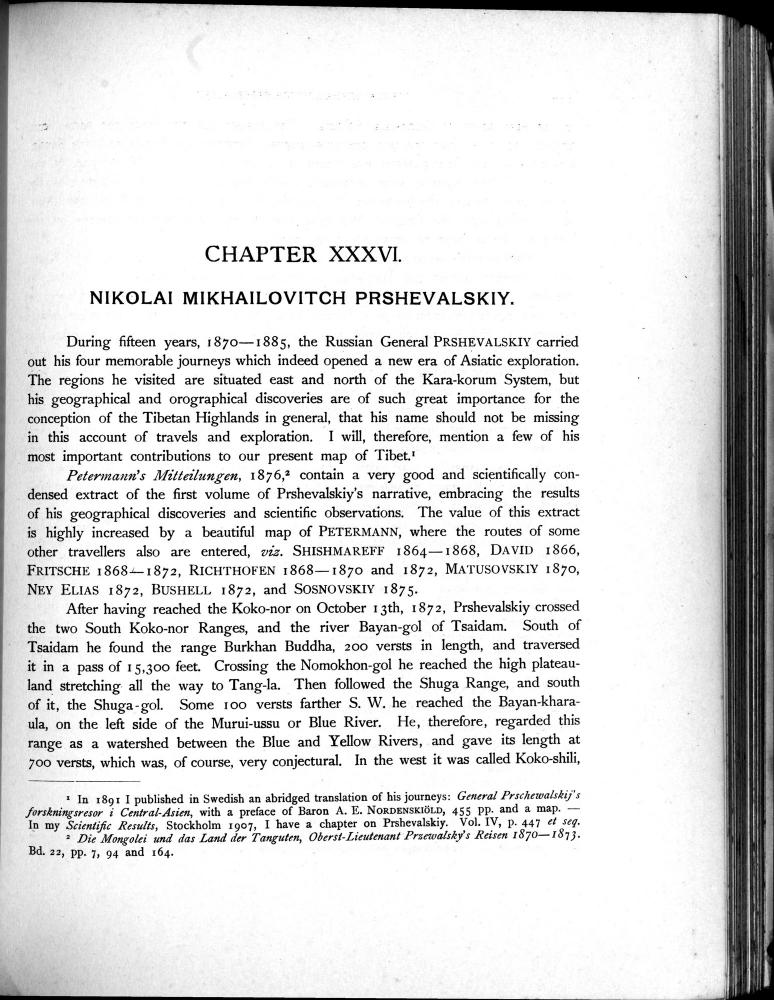 CHAPTER XXXVI.
NIKOLAI MIKHAILOVITCH PRSHEVALSKIY.
During fifteen years, 1870—1885, the Russian General PRSHEVALSKIY carried
out his four memorable journeys which indeed opened a new era of Asiatic exploration.
The regions he visited are situated east and north of the Kara-korum System, but
his geographical and orographical discoveries are of such great importance for the
conception of the Tibetan Highlands in general, that his name should not be missing
in this account of travels and exploration. I will, therefore, mention a few of his
most important contributions to our present map of Tibet.¹
Petermann's Mitteilungen, 1876,² contain a very good and scientifically con-
densed extract of the first volume of Prshevalskiy's narrative, embracing the results
of his geographical discoveries and scientific observations. The value of this extract
is highly increased by a beautiful map of PETERMANN, where the routes of some
other travellers also are entered, viz. SHISHMAREFF 1864—1868, DAVID 1866,
FRITSCHE 1868—1872, RICHTHOFEN 1868—1870 and 1872, MATUSOVSKIY 1870,
NEY ELIAS 1872, BUSHELL 1872, and SOSNOVSKIY 1875.
After having reached the Koko-nor on October 13th, 1872, Prshevalskiy crossed
the two South Koko-nor Ranges, and the river Bayan-gol of Tsaidam. South of
Tsaidam he found the range Burkhan Buddha, 200 versts in length, and traversed
it in a pass of 15,300 feet. Crossing the Nomokhon-gol he reached the high plateau-
land stretching all the way to Tang-la. Then followed the Shuga Range, and south
of it, the Shuga-gol. Some 100 versts farther S. W. he reached the Bayan-khara-
ula, on the left side of the Murui-ussu or Blue River. He, therefore, regarded this
range as a watershed between the Blue and Yellow Rivers, and gave its length at
700 versts, which was, of course, very conjectural. In the west it was called Koko-shili,
¹ In 1891 I published in Swedish an abridged translation of his journeys: General Prschewalskij's
forskningsresor i Central-Asien, with a preface of Baron A. E. NORDENSKIÖLD, 455 pp. and a map. —
In my Scientific Results, Stockholm 1907, I have a chapter on Prshevalskiy. Vol. IV, p. 447 et seq.
² Die Mongolei und das Land der Tanguten, Oberst-Lieutenant Przewalsky's Reisen 1870—1873.
Bd. 22, pp. 7, 94 and 164.